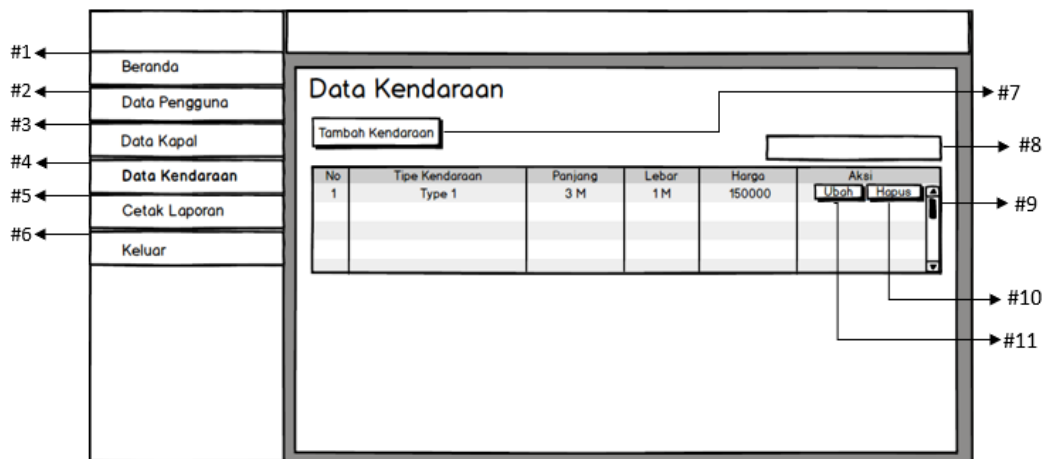 #1
Beranda
#2
Data Pengguna
#3
Data Kapal
#4
Data Kendaraan
#5
Cetak Laporan
#6
Keluar
Data Kendaraan
#7
Tambah Kendaraan
#8
No Tipe Kendaraan Panjang Lebar Harga Aksi
1 Type 1 3 M 1 M 150000 Ubah Hapus
#9
#10
#11